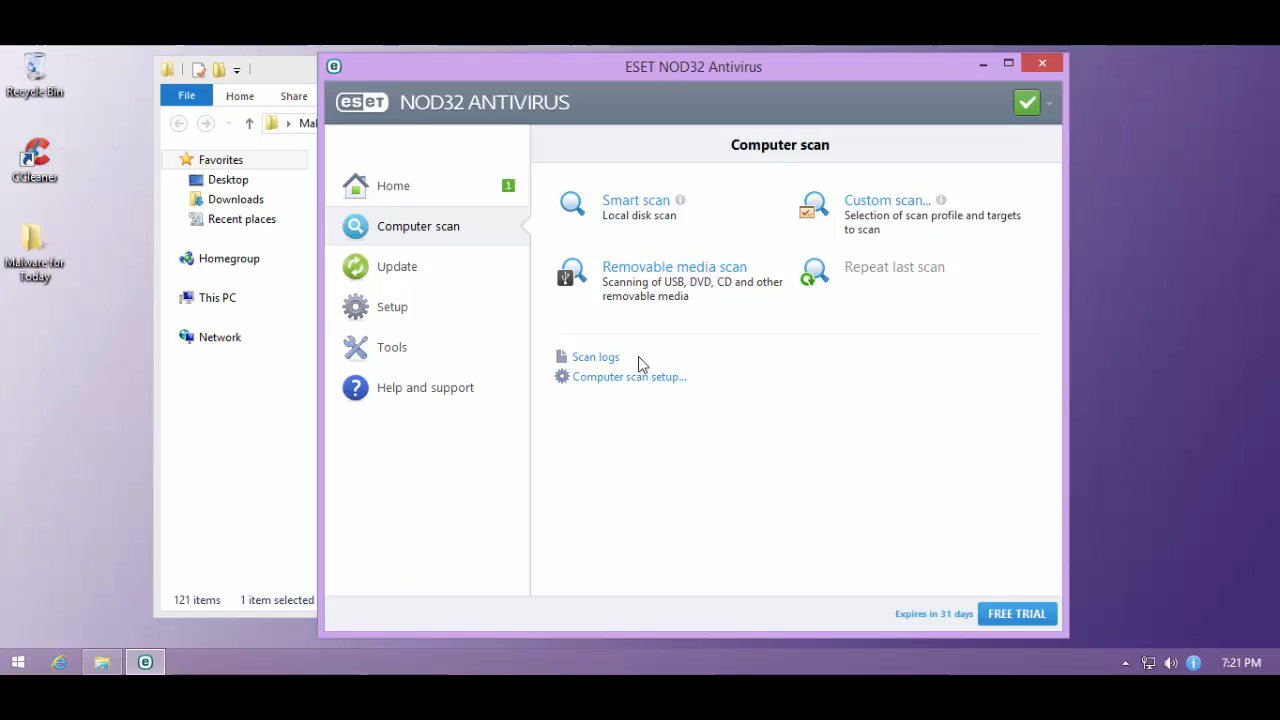 Recycle Bin
CCleaner
Malware for
Today
File
Home
Share
Mal
Favorites
Desktop
Downloads
Recent places
Homegroup
This PC
Network
121 items
1 item selected
e
ESET NOD32 Antivirus
eseT NOD32 ANTIVIRUS
Home
1
Computer scan
Update
Setup
Tools
? Help and support
Computer scan
Smart scan
Local disk scan
Custom scan...
Selection of scan profile and targets
to scan
Removable media scan
Scanning of USB, DVD, CD and other
removable media
Repeat last scan
Scan logs
Computer scan setup...
Expires in 31 days
FREE TRIAL
e
e
7:21 PM